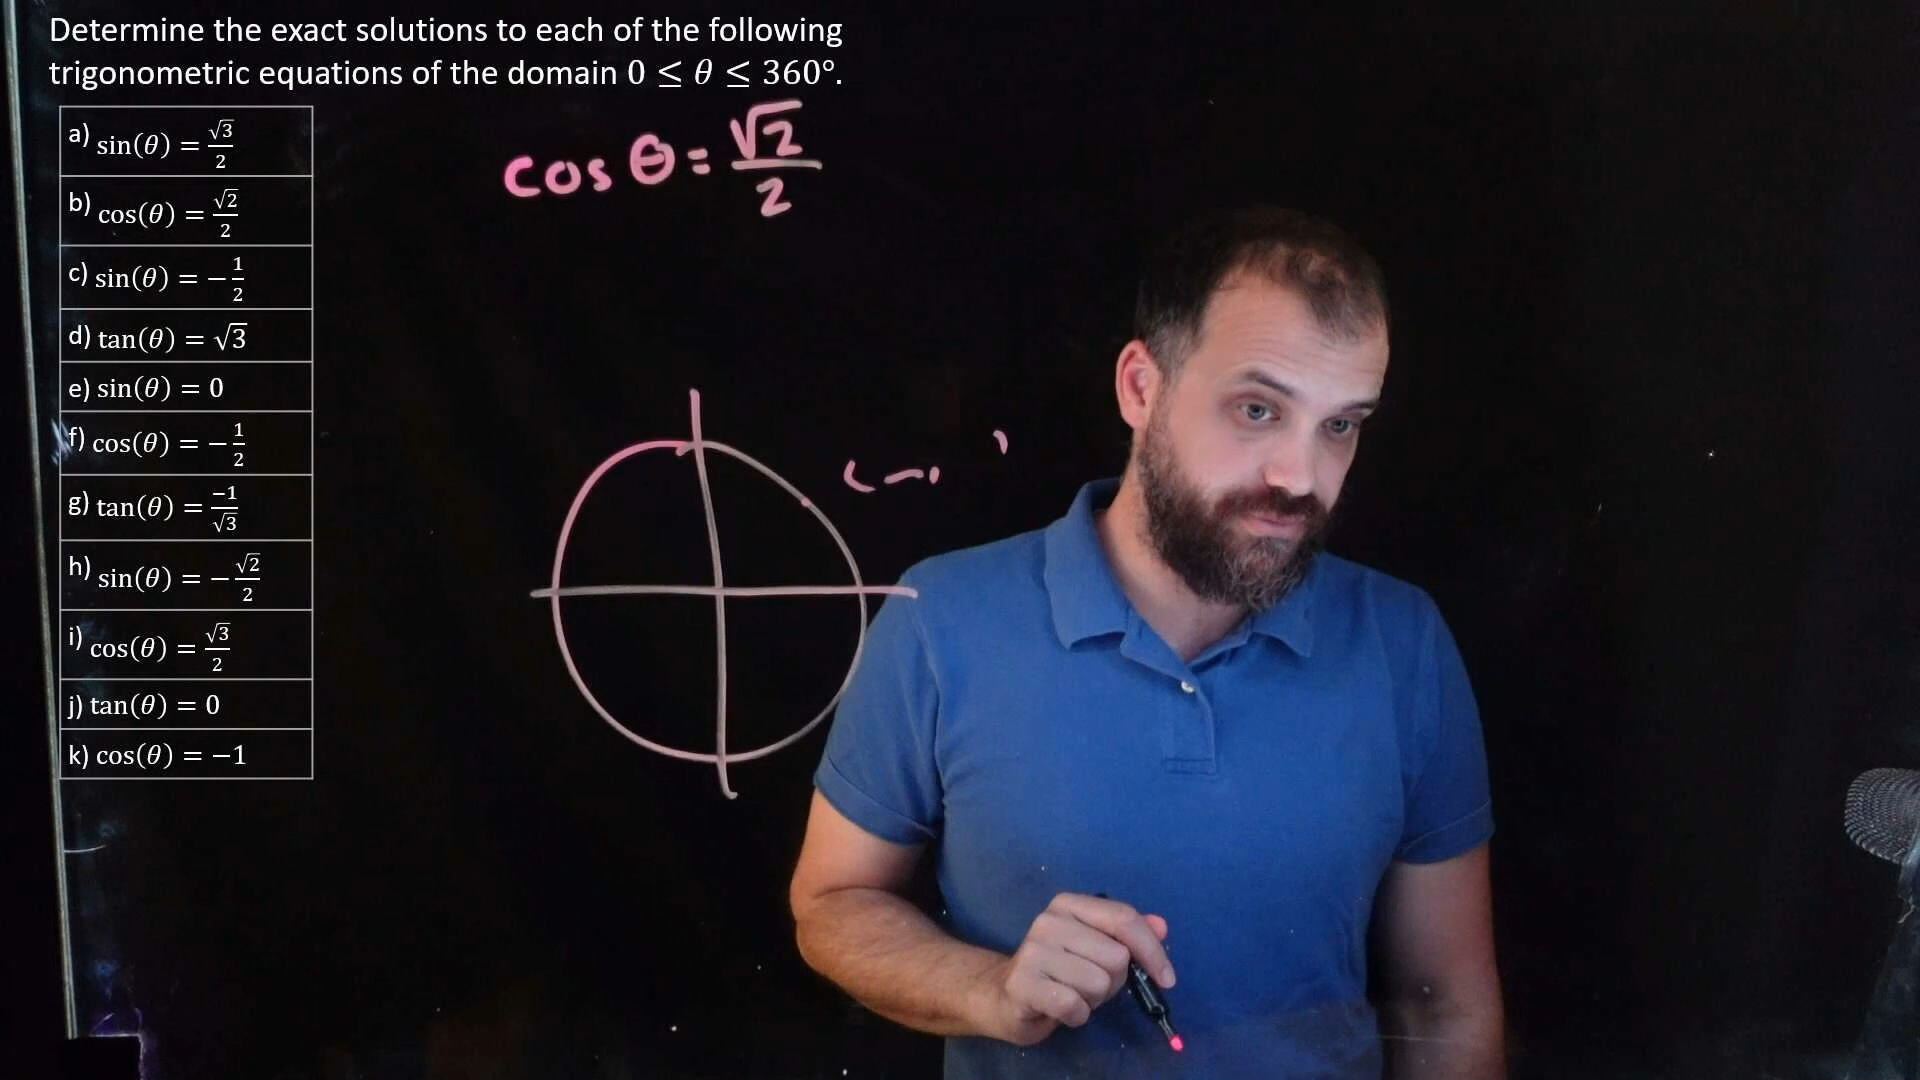 Determine the exact solutions to each of the following
trigonometric equations of the domain 0 ≤ θ ≤ 360°.
a) sin(θ) = √3/2
b) cos(θ) = √2/2
c) sin(θ) = −1/2
d) tan(θ) = √3
e) sin(θ) = 0
f) cos(θ) = −1/2
g) tan(θ) = −1/√3
h) sin(θ) = −√2/2
i) cos(θ) = √3/2
j) tan(θ) = 0
k) cos(θ) = −1
cos θ = √2/2